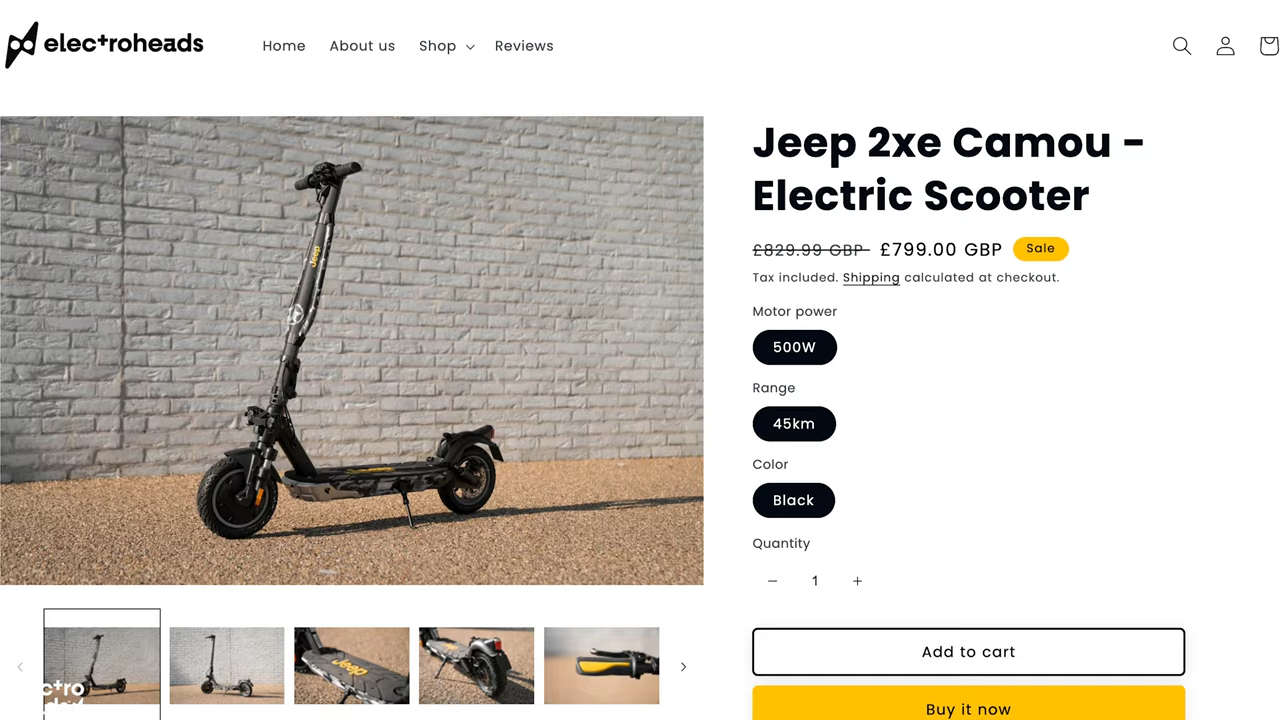 electroheads
Home
About us
Shop
Reviews
Jeep
Jeep 2xe Camou -
Electric Scooter
£829.99 GBP
£799.00 GBP
Sale
Tax included. Shipping calculated at checkout.
Motor power
500W
Range
45km
Color
Black
Quantity
− 1 +
Add to cart
Buy it now
Jeep